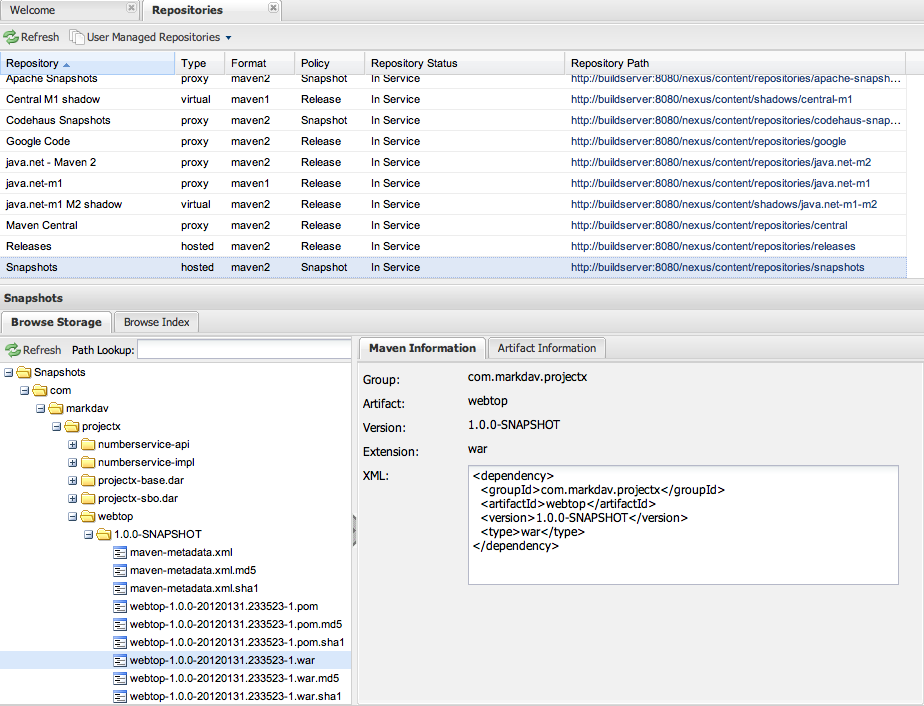 Welcome Repositories
Refresh User Managed Repositories
Repository Type Format Policy Repository Status Repository Path
Apache Snapshots proxy maven2 Snapshot In Service http://buildserver:8080/nexus/content/repositories/apache-snapsh...
Central M1 shadow virtual maven1 Release In Service http://buildserver:8080/nexus/content/shadows/central-m1
Codehaus Snapshots proxy maven2 Snapshot In Service http://buildserver:8080/nexus/content/repositories/codehaus-snap...
Google Code proxy maven2 Release In Service http://buildserver:8080/nexus/content/repositories/google
java.net - Maven 2 proxy maven2 Release In Service http://buildserver:8080/nexus/content/repositories/java.net-m2
java.net-m1 proxy maven1 Release In Service http://buildserver:8080/nexus/content/repositories/java.net-m1
java.net-m1 M2 shadow virtual maven2 Release In Service http://buildserver:8080/nexus/content/shadows/java.net-m1-m2
Maven Central proxy maven2 Release In Service http://buildserver:8080/nexus/content/repositories/central
Releases hosted maven2 Release In Service http://buildserver:8080/nexus/content/repositories/releases
Snapshots hosted maven2 Snapshot In Service http://buildserver:8080/nexus/content/repositories/snapshots
Snapshots
Browse Storage Browse Index
Refresh Path Lookup:
Snapshots
com
markdav
projectx
numberservice-api
numberservice-impl
projectx-base.dar
projectx-sbo.dar
webtop
1.0.0-SNAPSHOT
maven-metadata.xml
maven-metadata.xml.md5
maven-metadata.xml.sha1
webtop-1.0.0-20120131.233523-1.pom
webtop-1.0.0-20120131.233523-1.pom.md5
webtop-1.0.0-20120131.233523-1.pom.sha1
webtop-1.0.0-20120131.233523-1.war
webtop-1.0.0-20120131.233523-1.war.md5
webtop-1.0.0-20120131.233523-1.war.sha1
Maven Information Artifact Information
Group: com.markdav.projectx
Artifact: webtop
Version: 1.0.0-SNAPSHOT
Extension: war
XML: <dependency>
<groupId>com.markdav.projectx</groupId>
<artifactId>webtop</artifactId>
<version>1.0.0-SNAPSHOT</version>
<type>war</type>
</dependency>